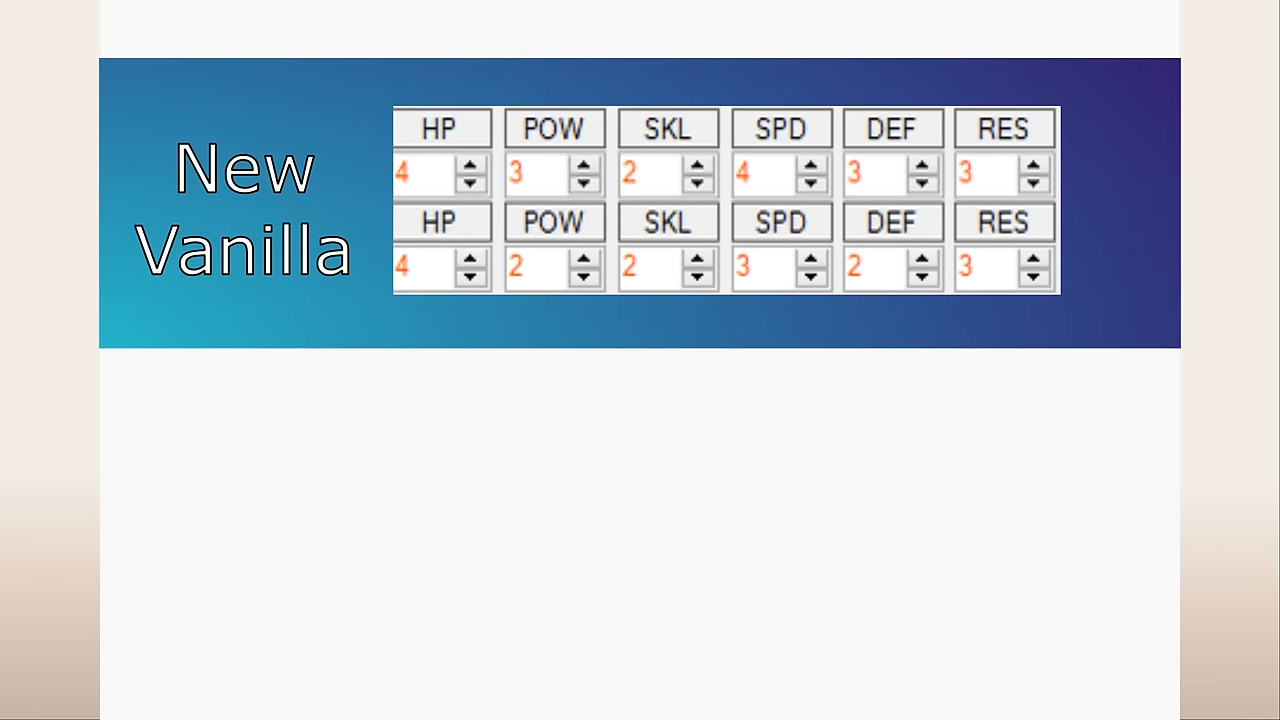 New
Vanilla
HP POW SKL SPD DEF RES
4 3 2 4 3 3
HP POW SKL SPD DEF RES
4 2 2 3 2 3